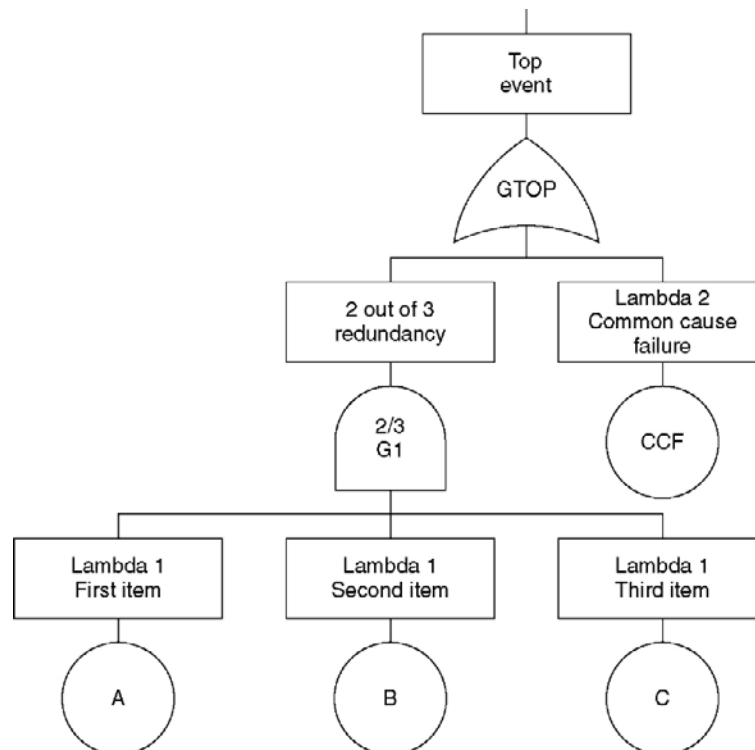 Top
event
GTOP
2 out of 3
redundancy
Lambda 2
Common cause
failure
2/3
G1
CCF
Lambda 1
First item
Lambda 1
Second item
Lambda 1
Third item
A
B
C